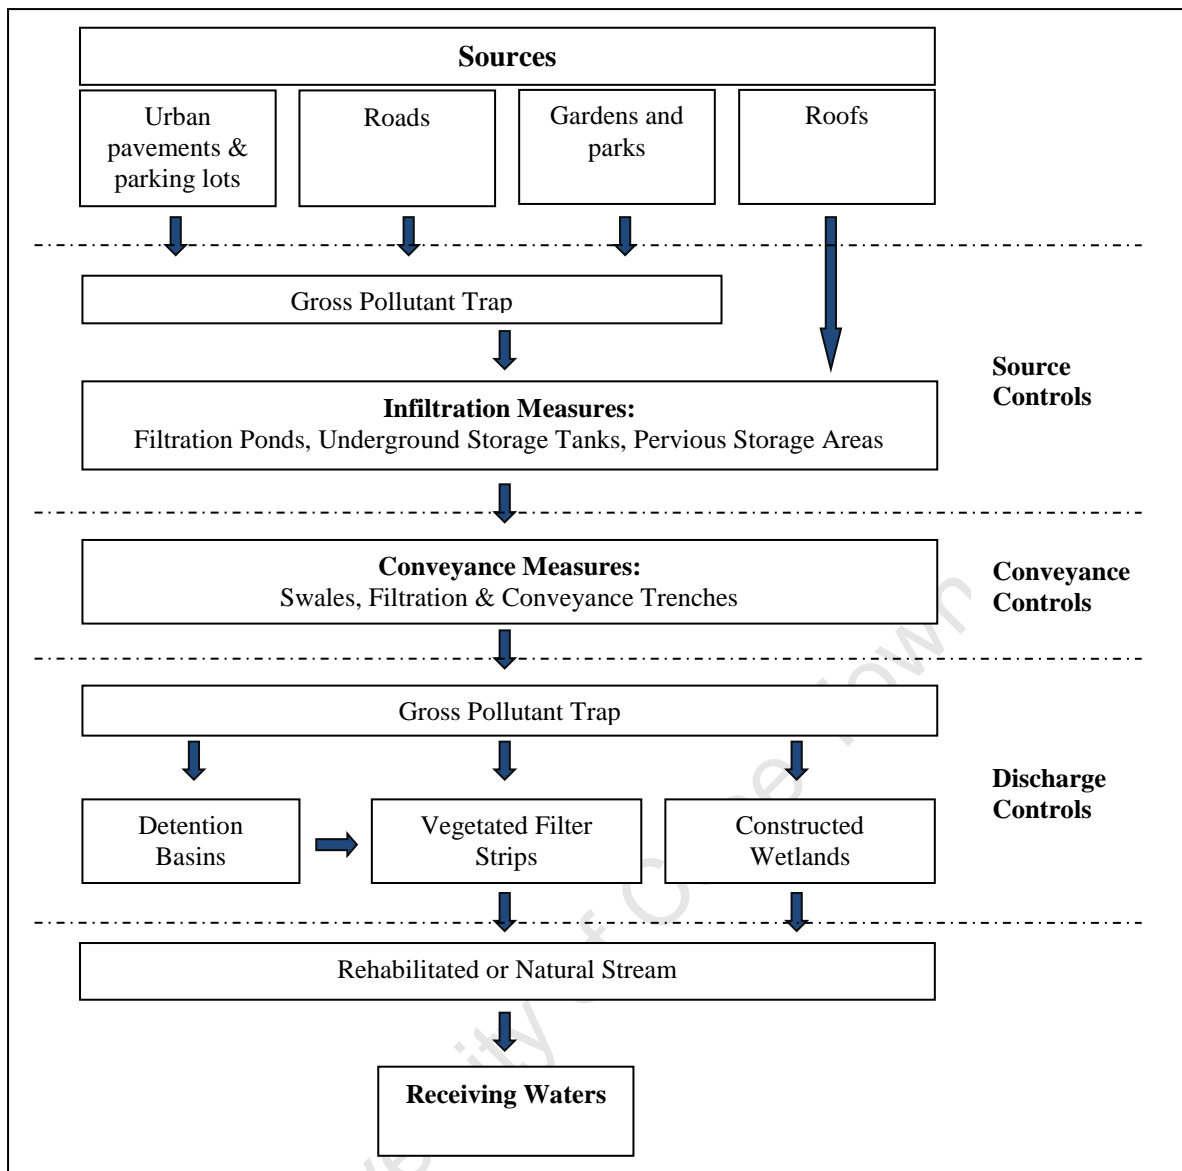 Sources
Urban
pavements &
parking lots
Roads
Gardens and
parks
Roofs
Gross Pollutant Trap
Infiltration Measures:
Filtration Ponds, Underground Storage Tanks, Pervious Storage Areas
Source
Controls
Conveyance Measures:
Swales, Filtration & Conveyance Trenches
Conveyance
Controls
Gross Pollutant Trap
Detention
Basins
Vegetated Filter
Strips
Constructed
Wetlands
Discharge
Controls
Rehabilitated or Natural Stream
Receiving Waters